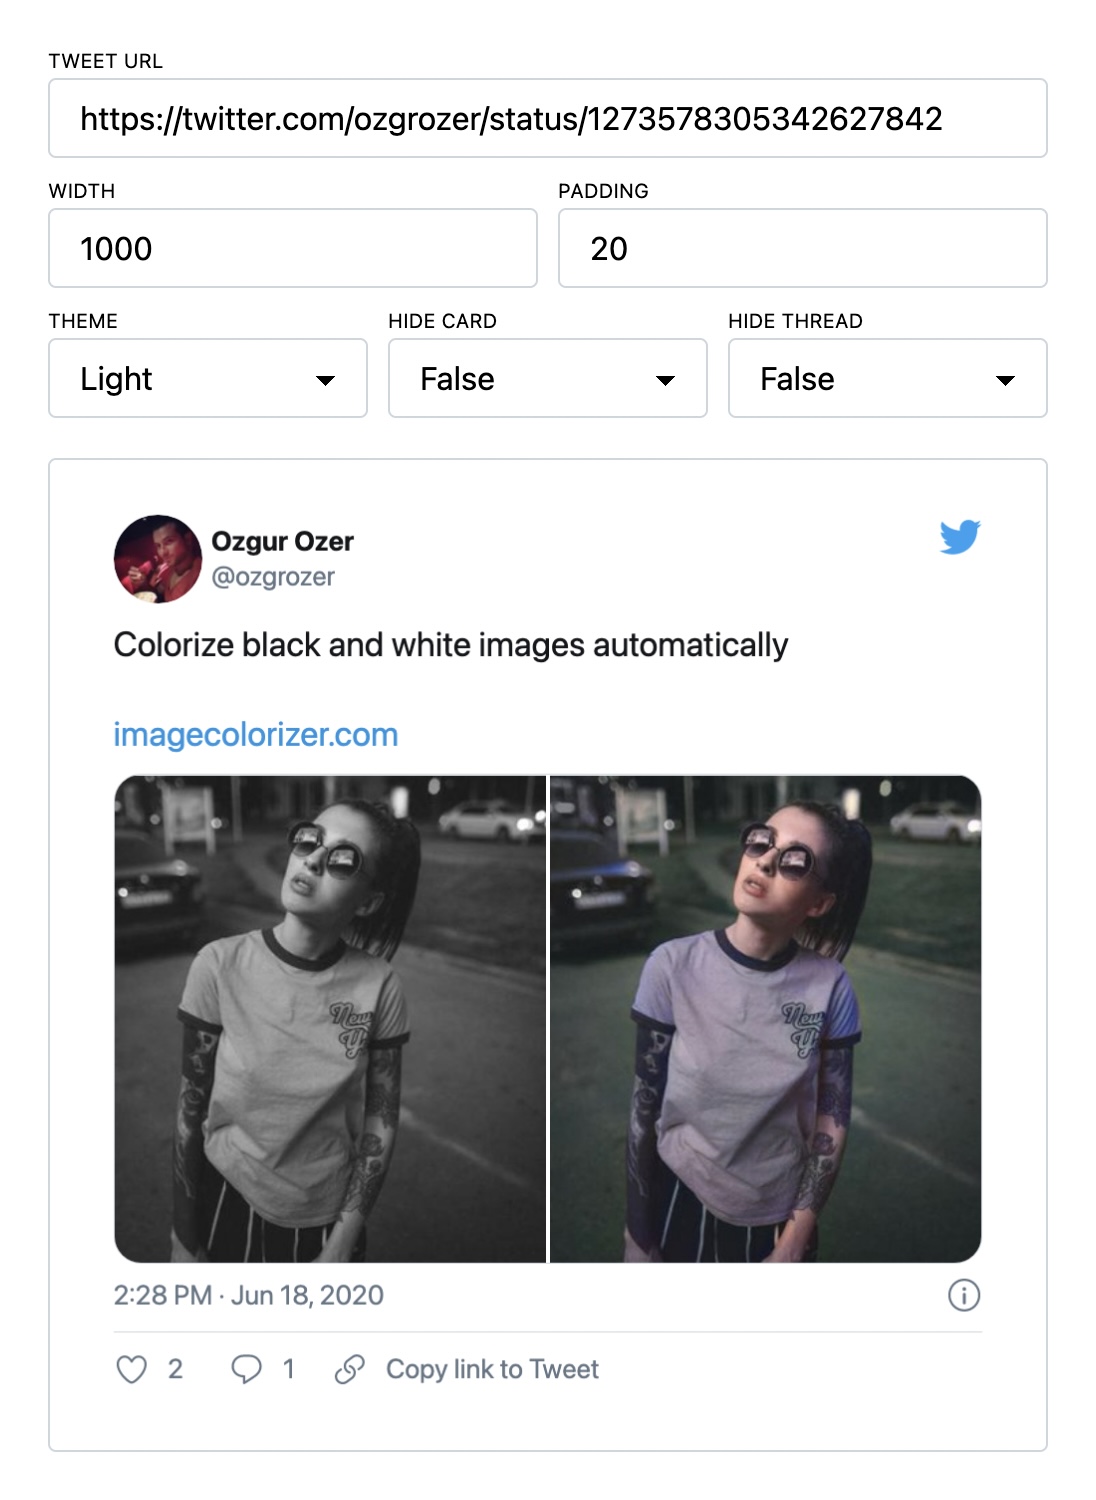 TWEET URL
https://twitter.com/ozgrozer/status/1273578305342627842
WIDTH
PADDING
1000
20
THEME
HIDE CARD
HIDE THREAD
Light
False
False
Ozgur Ozer
@ozgrozer
Colorize black and white images automatically
imagecolorizer.com
New
New
2:28 PM · Jun 18, 2020
2
1
Copy link to Tweet